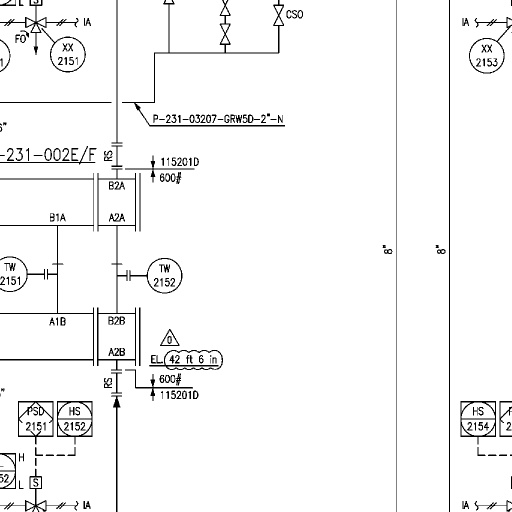 L S
IA
IA
CSO
FO
XX
2151
XX
2153
P-231-03207-GRW5D-2"-N
-231-002E/F
RS
115201D
600#
B2A
B1A
A2A
8"
8"
TW
2151
TW
2152
A1B
B2B
0
A2B
EL. 42 ft 6 in
RS
600#
115201D
PSD
2151
HS
2152
HS
2154
H
L
S
IA
IA